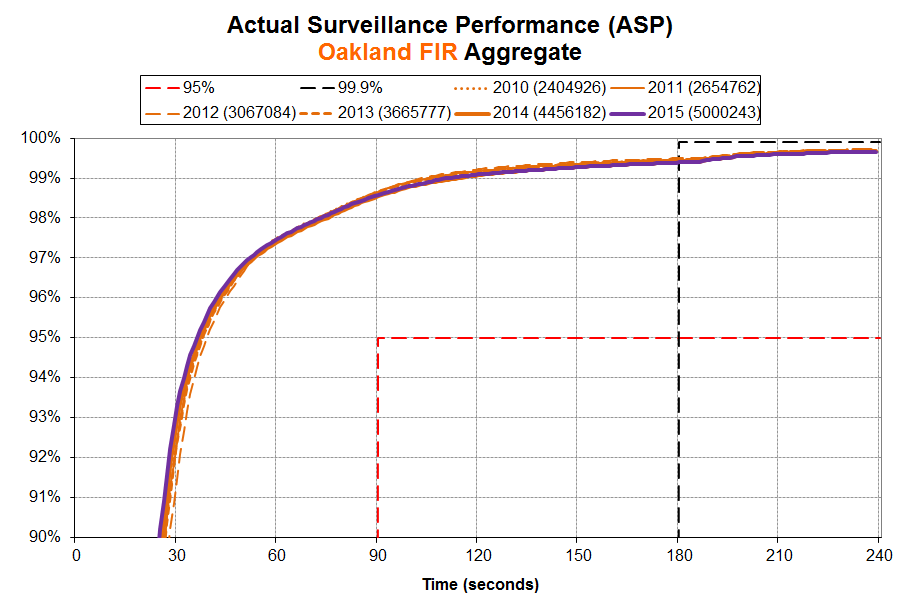 Actual Surveillance Performance (ASP)
Oakland FIR Aggregate
95% 99.9% 2010 (2404926) 2011 (2654762)
2012 (3067084) 2013 (3665777) 2014 (4456182) 2015 (5000243)
100%
99%
98%
97%
96%
95%
94%
93%
92%
91%
90%
0 30 60 90 120 150 180 210 240
Time (seconds)